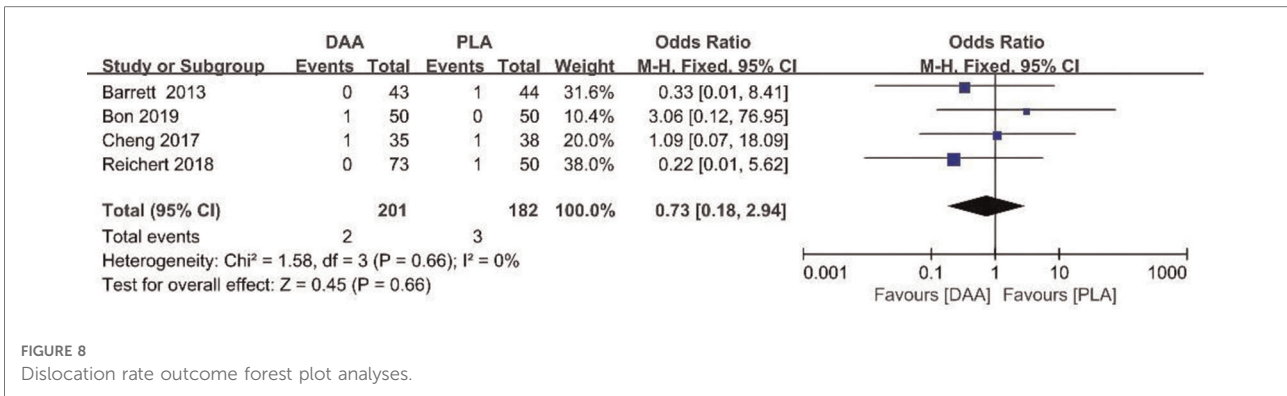 DAA PLA Odds Ratio Odds Ratio
Study or Subgroup Events Total Events Total Weight M-H, Fixed, 95% CI M-H, Fixed, 95% CI
Barrett 2013 0 43 1 44 31.6% 0.33 [0.01, 8.41]
Bon 2019 1 50 0 50 10.4% 3.06 [0.12, 76.95]
Cheng 2017 1 35 1 38 20.0% 1.09 [0.07, 18.09]
Reichert 2018 0 73 1 50 38.0% 0.22 [0.01, 5.62]
Total (95% CI) 201 182 100.0% 0.73 [0.18, 2.94]
Total events 2 3
Heterogeneity: Chi² = 1.58, df = 3 (P = 0.66); I² = 0%
Test for overall effect: Z = 0.45 (P = 0.66)
0.001 0.1 1 10 1000
Favours [DAA] Favours [PLA]
FIGURE 8
Dislocation rate outcome forest plot analyses.